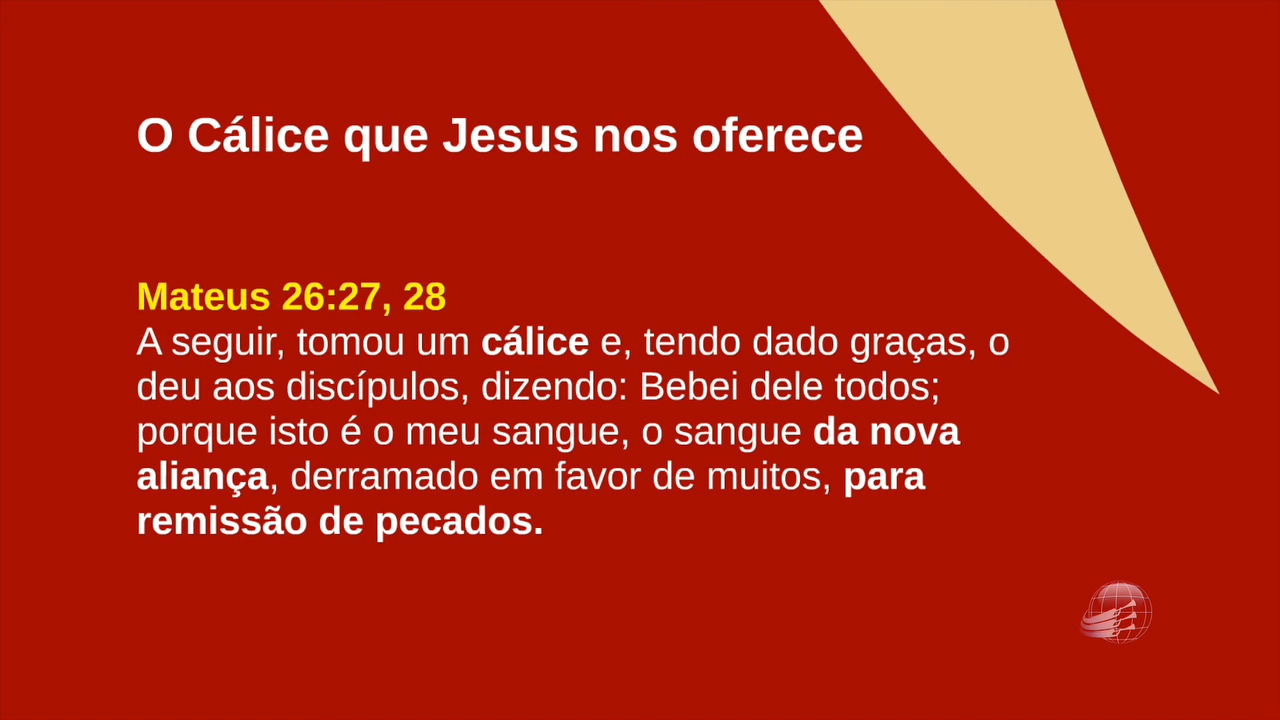 O Cálice que Jesus nos oferece
Mateus 26:27, 28
A seguir, tomou um cálice e, tendo dado graças, o
deu aos discípulos, dizendo: Bebei dele todos;
porque isto é o meu sangue, o sangue da nova
aliança, derramado em favor de muitos, para
remissão de pecados.